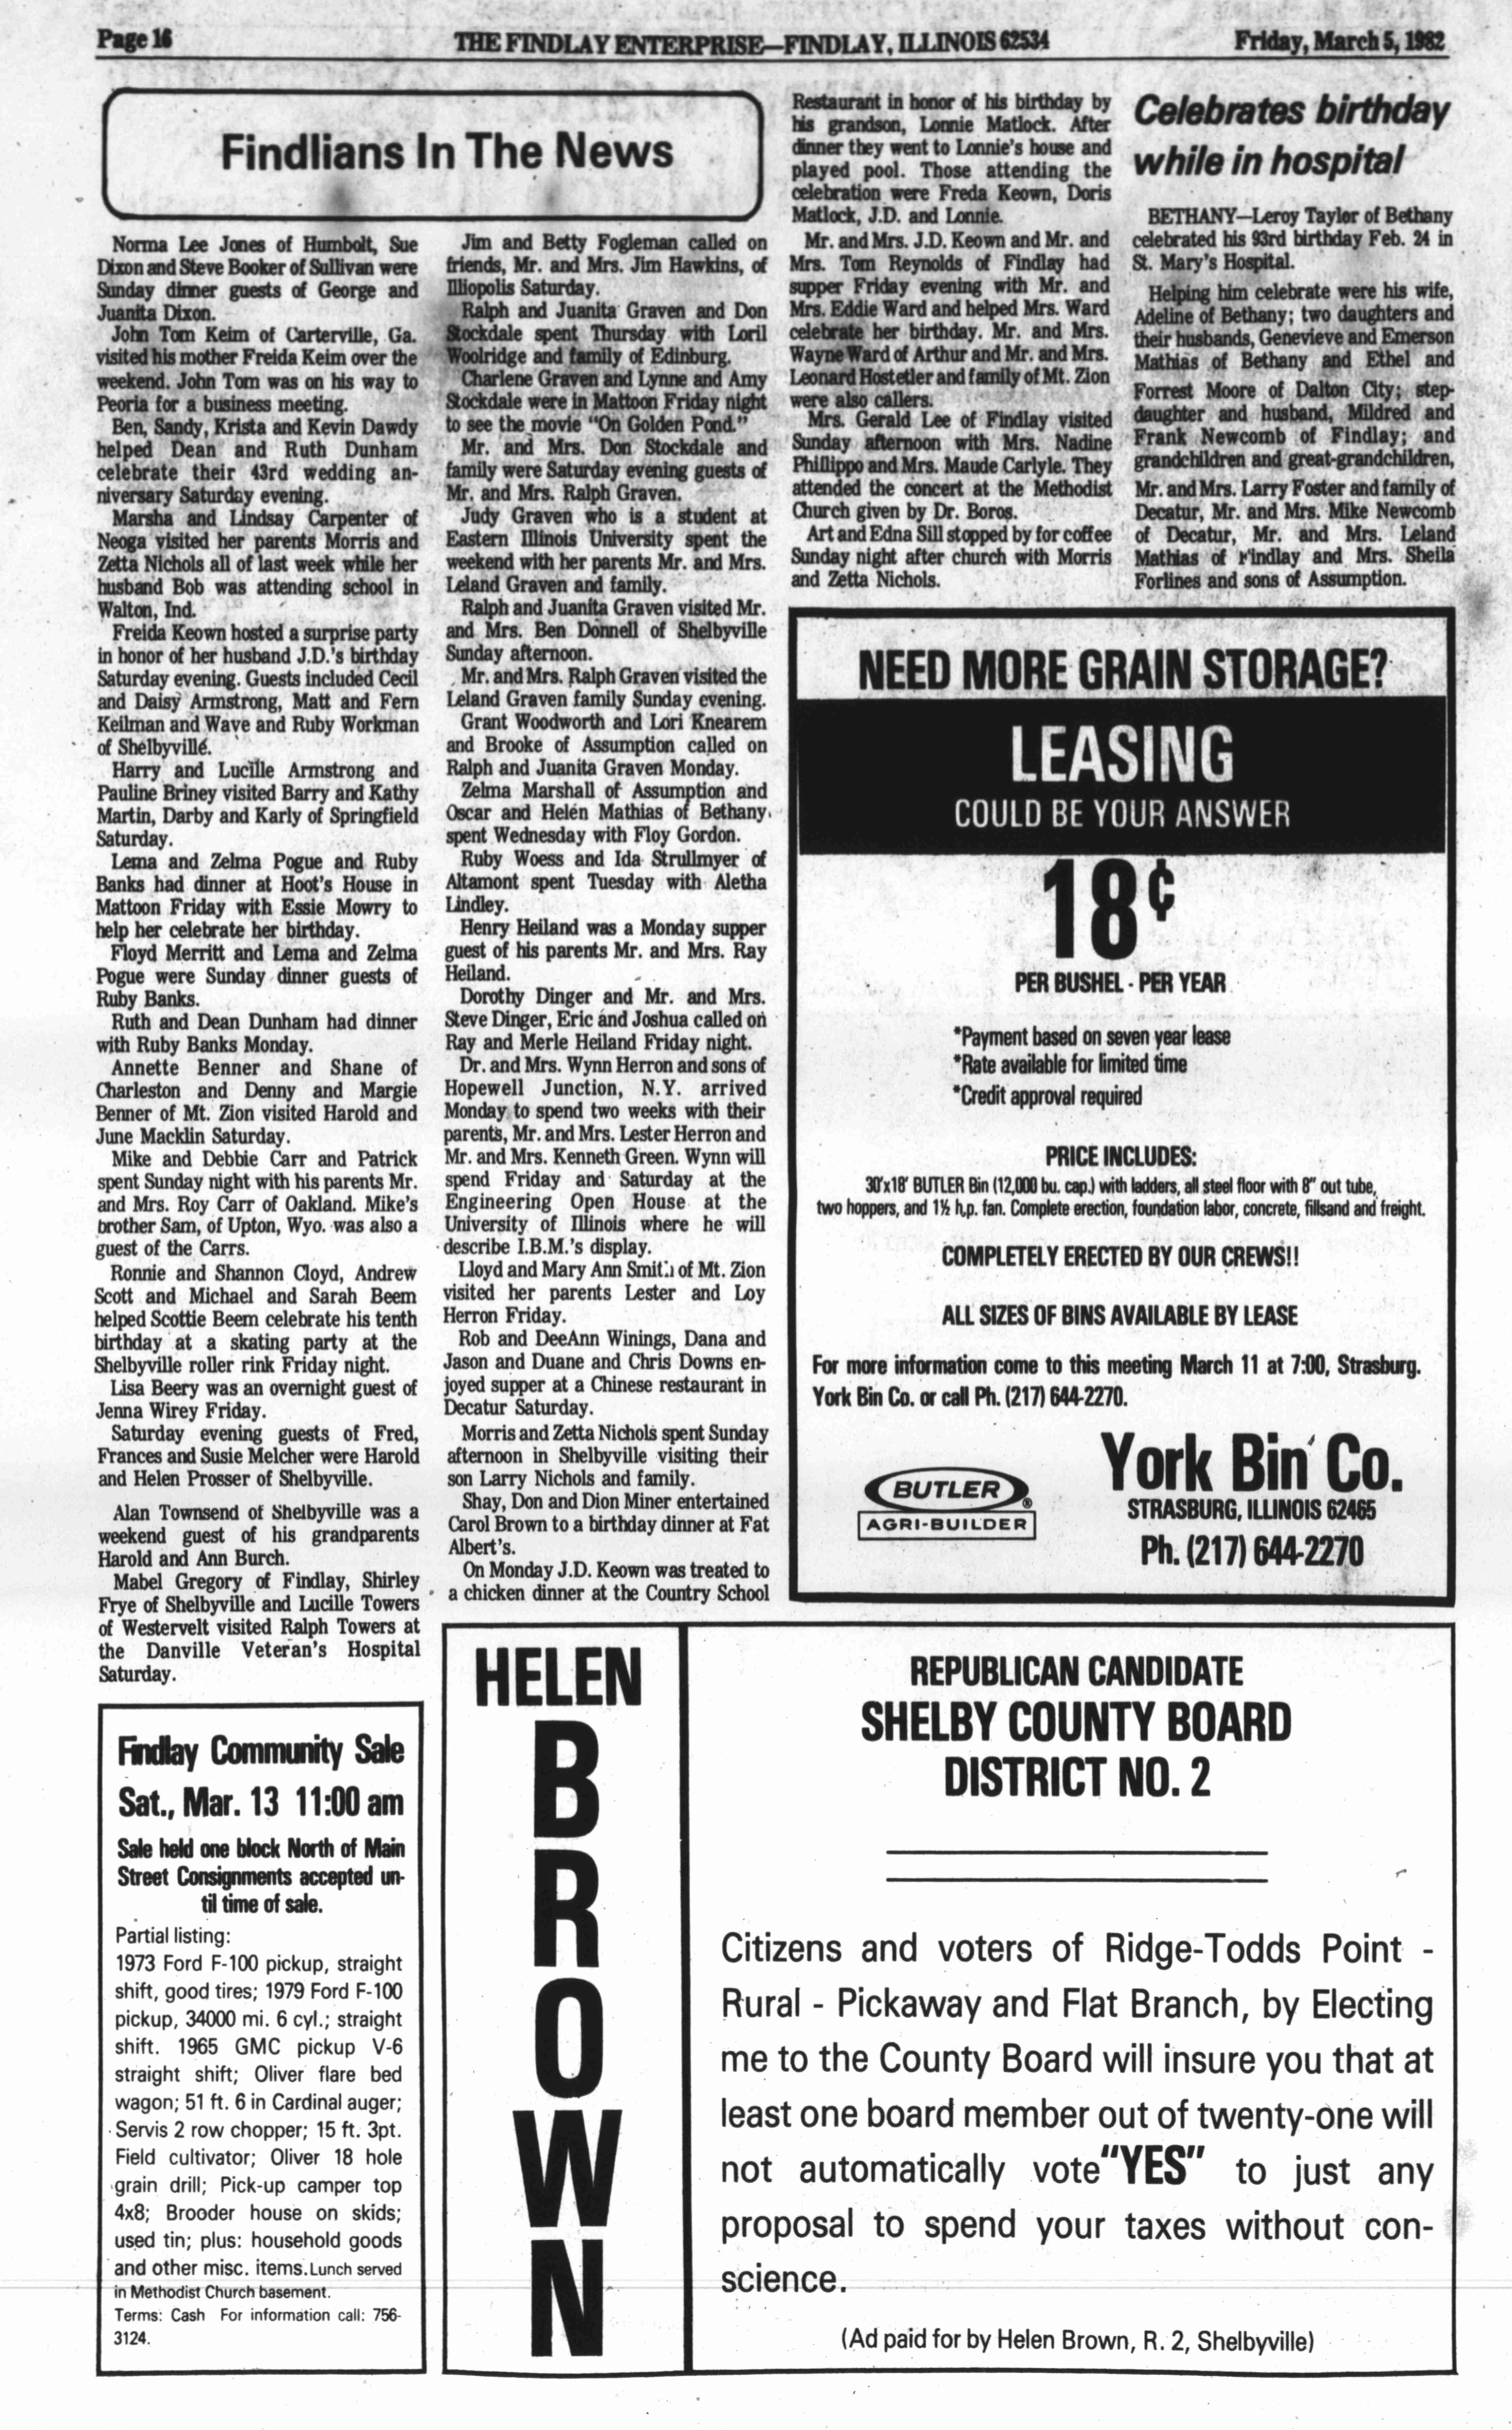 Page 16
THE FINDLAY ENTERPRISE—FINDLAY, ILLINOIS 62534
Friday, March 5, 1982
Findlians In The News
Norma Lee Jones of Humbolt, Sue
Dixon and Steve Booker of Sullivan were
Sunday dinner guests of George and
Juanita Dixon.
John Tom Keim of Carterville, Ga.
visited his mother Freida Keim over the
weekend. John Tom was on his way to
Peoria for a business meeting.
Ben, Sandy, Krista and Kevin Dawdy
helped Dean and Ruth Dunham
celebrate their 43rd wedding an-
niversary Saturday evening.
Marsha and Lindsay Carpenter of
Neoga visited her parents Morris and
Zetta Nichols all of last week while her
husband Bob was attending school in
Walton, Ind.
Freida Keown hosted a surprise party
in honor of her husband J.D.'s birthday
Saturday evening. Guests included Cecil
and Daisy Armstrong, Matt and Fern
Keilman and Wave and Ruby Workman
of Shelbyville.
Harry and Lucille Armstrong and
Pauline Briney visited Barry and Kathy
Martin, Darby and Karly of Springfield
Saturday.
Lema and Zelma Pogue and Ruby
Banks had dinner at Hoot's House in
Mattoon Friday with Essie Mowry to
help her celebrate her birthday.
Floyd Merritt and Lema and Zelma
Pogue were Sunday dinner guests of
Ruby Banks.
Ruth and Dean Dunham had dinner
with Ruby Banks Monday.
Annette Benner and Shane of
Charleston and Denny and Margie
Benner of Mt. Zion visited Harold and
June Macklin Saturday.
Mike and Debbie Carr and Patrick
spent Sunday night with his parents Mr.
and Mrs. Roy Carr of Oakland. Mike's
brother Sam, of Upton, Wyo. was also a
guest of the Carrs.
Ronnie and Shannon Cloyd, Andrew
Scott and Michael and Sarah Beem
helped Scottie Beem celebrate his tenth
birthday at a skating party at the
Shelbyville roller rink Friday night.
Lisa Beery was an overnight guest of
Jenna Wirey Friday.
Saturday evening guests of Fred,
Frances and Susie Melcher were Harold
and Helen Prosser of Shelbyville.
Alan Townsend of Shelbyville was a
weekend guest of his grandparents
Harold and Ann Burch.
Mabel Gregory of Findlay, Shirley
Frye of Shelbyville and Lucille Towers
of Westervelt visited Ralph Towers at
the Danville Veteran's Hospital
Saturday.
Jim and Betty Fogleman called on
friends, Mr. and Mrs. Jim Hawkins, of
Illiopolis Saturday.
Ralph and Juanita Graven and Don
Stockdale spent Thursday with Loril
Woolridge and family of Edinburg.
Charlene Graven and Lynne and Amy
Stockdale were in Mattoon Friday night
to see the movie "On Golden Pond."
Mr. and Mrs. Don Stockdale and
family were Saturday evening guests of
Mr. and Mrs. Ralph Graven.
Judy Graven who is a student at
Eastern Illinois University spent the
weekend with her parents Mr. and Mrs.
Leland Graven and family.
Ralph and Juanita Graven visited Mr.
and Mrs. Ben Donnell of Shelbyville
Sunday afternoon.
Mr. and Mrs. Ralph Graven visited the
Leland Graven family Sunday evening.
Grant Woodworth and Lori Knearem
and Brooke of Assumption called on
Ralph and Juanita Graven Monday.
Zelma Marshall of Assumption and
Oscar and Helen Mathias of Bethany
spent Wednesday with Floy Gordon.
Ruby Woess and Ida Strullmyer of
Altamont spent Tuesday with Aletha
Lindley.
Henry Heiland was a Monday supper
guest of his parents Mr. and Mrs. Ray
Heiland.
Dorothy Dinger and Mr. and Mrs.
Steve Dinger, Eric and Joshua called on
Ray and Merle Heiland Friday night.
Dr. and Mrs. Wynn Herron and sons of
Hopewell Junction, N.Y. arrived
Monday to spend two weeks with their
parents, Mr. and Mrs. Lester Herron and
Mr. and Mrs. Kenneth Green. Wynn will
spend Friday and Saturday at the
Engineering Open House at the
University of Illinois where he will
describe I.B.M.'s display.
Lloyd and Mary Ann Smith of Mt. Zion
visited her parents Lester and Loy
Herron Friday.
Rob and DeeAnn Winings, Dana and
Jason and Duane and Chris Downs en-
joyed supper at a Chinese restaurant in
Decatur Saturday.
Morris and Zetta Nichols spent Sunday
afternoon in Shelbyville visiting their
son Larry Nichols and family.
Shay, Don and Dion Miner entertained
Carol Brown to a birthday dinner at Fat
Albert's.
On Monday J.D. Keown was treated to
a chicken dinner at the Country School
Restaurant in honor of his birthday by
his grandson, Lonnie Matlock. After
dinner they went to Lonnie's house and
played pool. Those attending the
celebration were Freda Keown, Doris
Matlock, J.D. and Lonnie.
Mr. and Mrs. J.D. Keown and Mr. and
Mrs. Tom Reynolds of Findlay had
supper Friday evening with Mr. and
Mrs. Eddie Ward and helped Mrs. Ward
celebrate her birthday. Mr. and Mrs.
Wayne Ward of Arthur and Mr. and Mrs.
Leonard Hostetler and family of Mt. Zion
were also callers.
Mrs. Gerald Lee of Findlay visited
Sunday afternoon with Mrs. Nadine
Phillippo and Mrs. Maude Carlyle. They
attended the concert at the Methodist
Church given by Dr. Boros.
Art and Edna Sill stopped by for coffee
Sunday night after church with Morris
and Zetta Nichols.
Celebrates birthday
while in hospital
BETHANY—Leroy Taylor of Bethany
celebrated his 93rd birthday Feb. 24 in
St. Mary's Hospital.
Helping him celebrate were his wife,
Adeline of Bethany; two daughters and
their husbands, Genevieve and Emerson
Mathias of Bethany and Ethel and
Forrest Moore of Dalton City; step-
daughter and husband, Mildred and
Frank Newcomb of Findlay; and
grandchildren and great-grandchildren,
Mr. and Mrs. Larry Foster and family of
Decatur, Mr. and Mrs. Mike Newcomb
of Decatur, Mr. and Mrs. Leland
Mathias of Findlay and Mrs. Sheila
Forlines and sons of Assumption.
NEED MORE GRAIN STORAGE?
LEASING
COULD BE YOUR ANSWER
18¢
PER BUSHEL - PER YEAR
*Payment based on seven year lease
*Rate available for limited time
*Credit approval required
PRICE INCLUDES:
30'x18' BUTLER Bin (12,000 bu. cap.) with ladders, all steel floor with 8" out tube,
two hoppers, and 1½ h.p. fan. Complete erection, foundation labor, concrete, fillsand and freight.
COMPLETELY ERECTED BY OUR CREWS!!
ALL SIZES OF BINS AVAILABLE BY LEASE
For more information come to this meeting March 11 at 7:00, Strasburg.
York Bin Co. or call Ph. (217) 644-2270.
BUTLER ®
AGRI-BUILDER
York Bin Co.
STRASBURG, ILLINOIS 62465
Ph. (217) 644-2270
Findlay Community Sale
Sat., Mar. 13 11:00 am
Sale held one block North of Main
Street Consignments accepted un-
til time of sale.
Partial listing:
1973 Ford F-100 pickup, straight
shift, good tires; 1979 Ford F-100
pickup, 34000 mi. 6 cyl.; straight
shift. 1965 GMC pickup V-6
straight shift; Oliver flare bed
wagon; 51 ft. 6 in Cardinal auger;
Servis 2 row chopper; 15 ft. 3pt.
Field cultivator; Oliver 18 hole
grain drill; Pick-up camper top
4x8; Brooder house on skids;
used tin; plus: household goods
and other misc. items. Lunch served
in Methodist Church basement.
Terms: Cash For information call: 756-
3124.
HELEN
B
R
O
W
N
REPUBLICAN CANDIDATE
SHELBY COUNTY BOARD
DISTRICT NO. 2
Citizens and voters of Ridge-Todds Point -
Rural - Pickaway and Flat Branch, by Electing
me to the County Board will insure you that at
least one board member out of twenty-one will
not automatically vote "YES" to just any
proposal to spend your taxes without con-
science.
(Ad paid for by Helen Brown, R. 2, Shelbyville)